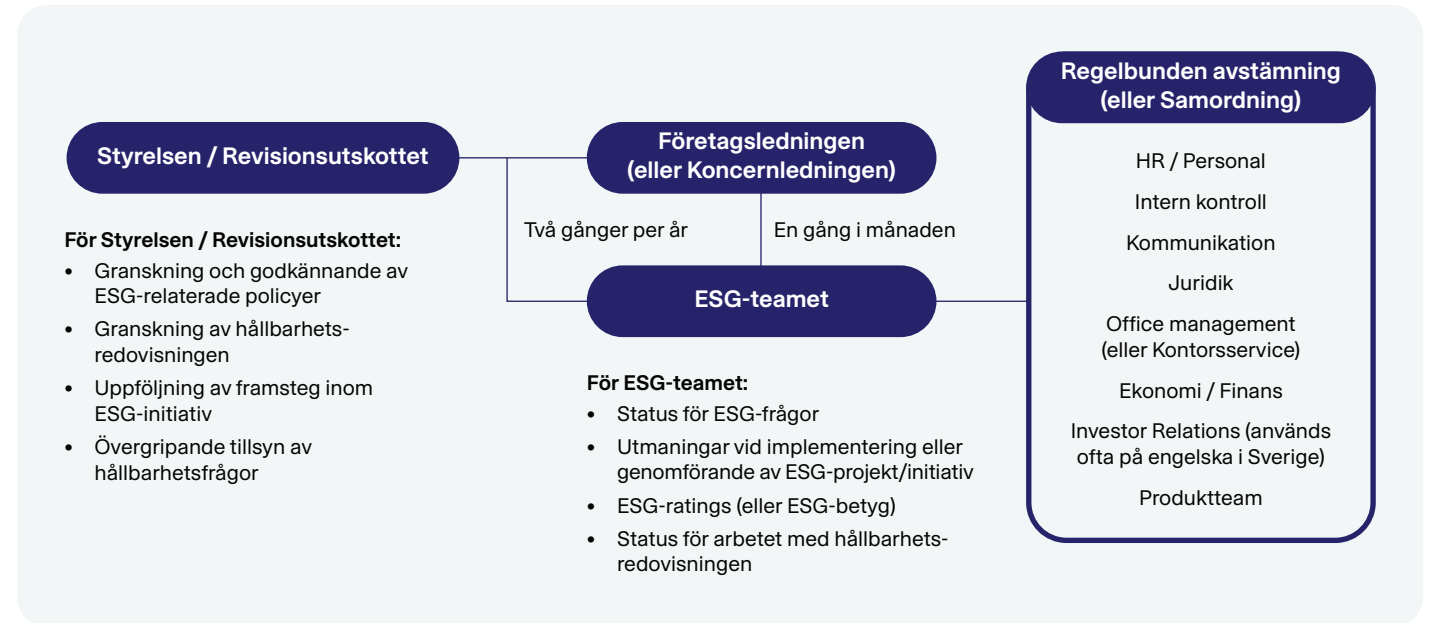 Styrelsen / Revisionsutskottet
För Styrelsen / Revisionsutskottet:
• Granskning och godkännande av
ESG-relaterade policyer
• Granskning av hållbarhets-
redovisningen
• Uppföljning av framsteg inom
ESG-initiativ
• Övergripande tillsyn av
hållbarhetsfrågor
Företagsledningen
(eller Koncernledningen)
Två gånger per år
En gång i månaden
ESG-teamet
För ESG-teamet:
• Status för ESG-frågor
• Utmaningar vid implementering eller
genomförande av ESG-projekt/initiativ
• ESG-ratings (eller ESG-betyg)
• Status för arbetet med hållbarhets-
redovisningen
Regelbunden avstämning
(eller Samordning)
HR / Personal
Intern kontroll
Kommunikation
Juridik
Office management
(eller Kontorsservice)
Ekonomi / Finans
Investor Relations (används
ofta på engelska i Sverige)
Produktteam